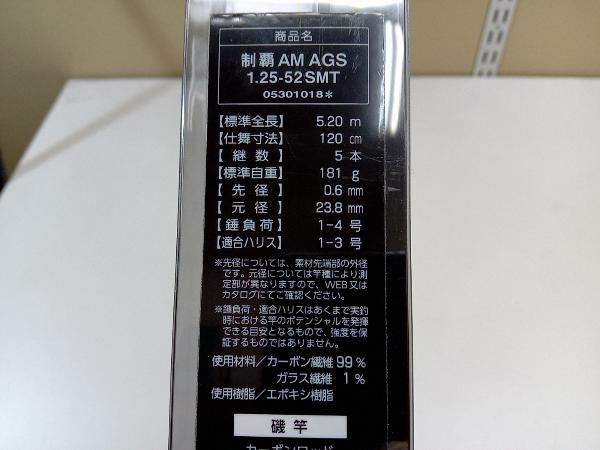 商品名
制覇 AM AGS
1.25-52 SMT
05301018*
【標準全長】 5.20 m
【仕舞寸法】 120 cm
【継数】 5 本
【標準自重】 181 g
【先径】 0.6 mm
【元径】 23.8 mm
【錘負荷】 1-4 号
【適合ハリス】 1-3 号
※先径については、素材先端部の外径
です。元径については竿種により測
定部が異なりますので、WEB又は
カタログにてご確認ください。
※錘負荷・適合ハリスはあくまで実釣
時における竿のポテンシャルを発揮
できる目安となるもので、強度を保
証するものではありません。
使用材料/カーボン繊維 99 %
ガラス繊維 1 %
使用樹脂/エポキシ樹脂
磯竿
カーボンロッド